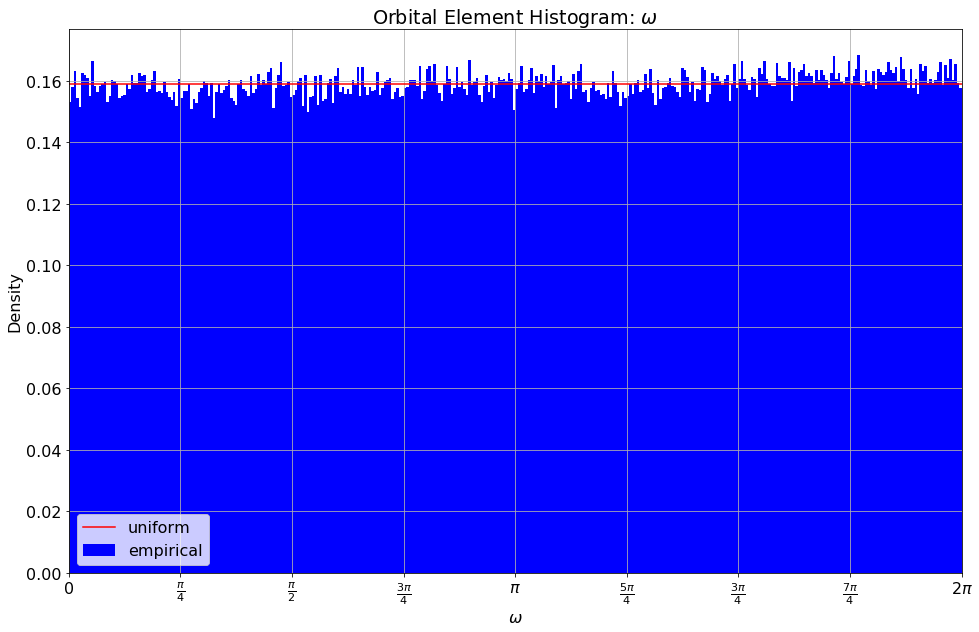 Orbital Element Histogram: ω
Density
0.16
0.14
0.12
0.10
0.08
0.06
0.04
0.02
0.00
uniform
empirical
0 π/4 π/2 3π/4 π 5π/4 3π/4 7π/4 2π
ω